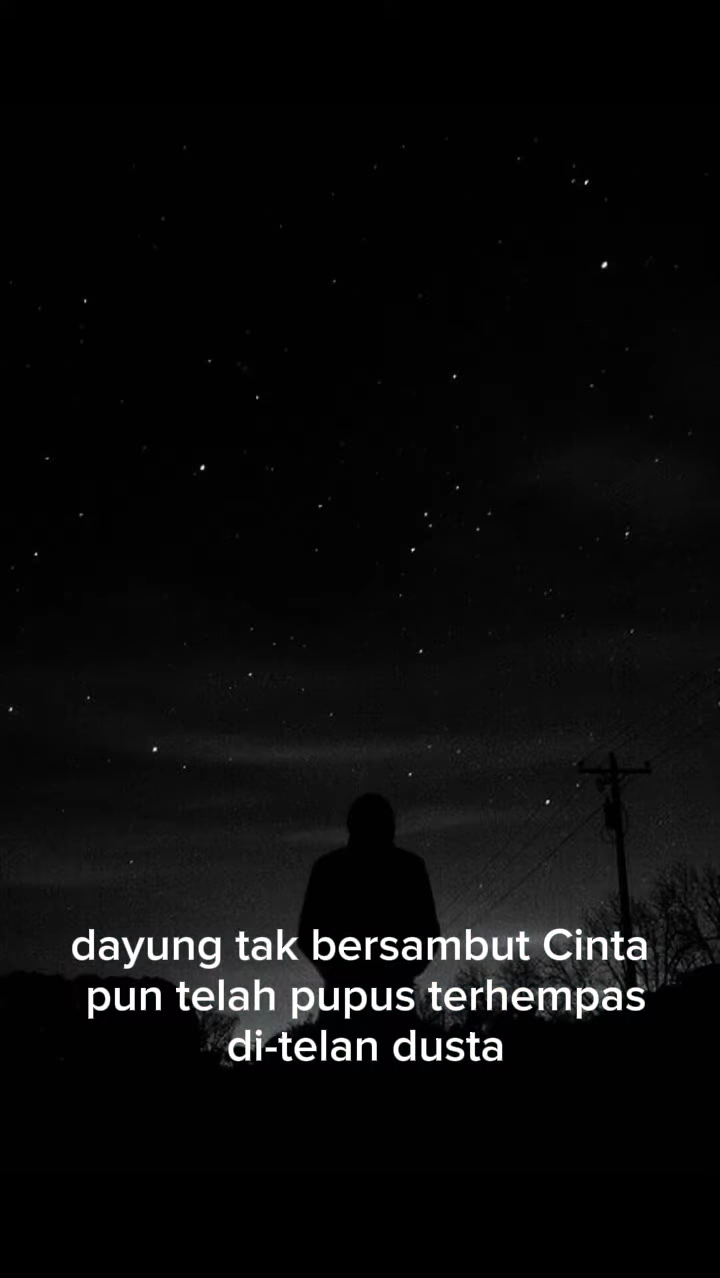 dayung tak bersambut Cinta
pun telah pupus terhempas
di-telan dusta